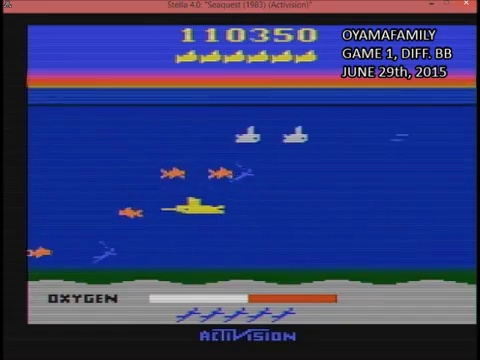 Stella 4.0: "Seaquest (1983) (Activision)"
110350
OYAMAFAMILY
GAME 1, DIFF. BB
JUNE 29th, 2015
OXYGEN
ACTIVISION